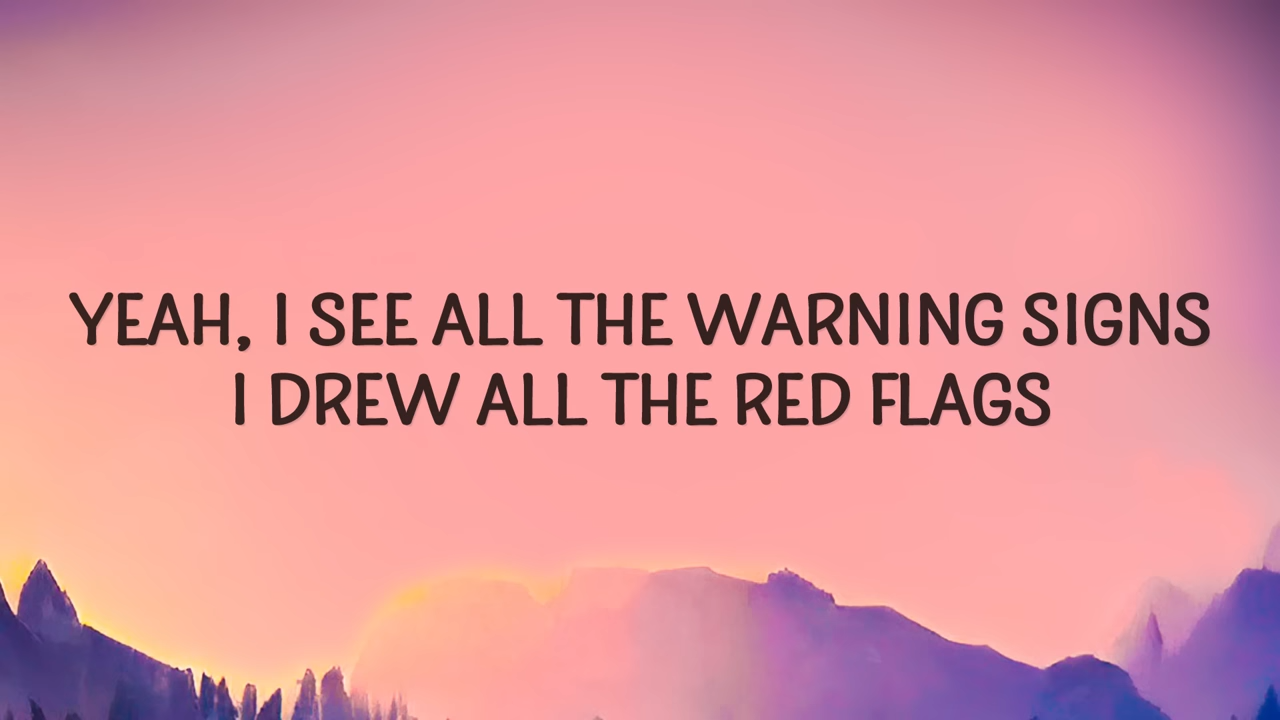 YEAH, I SEE ALL THE WARNING SIGNS
I DREW ALL THE RED FLAGS